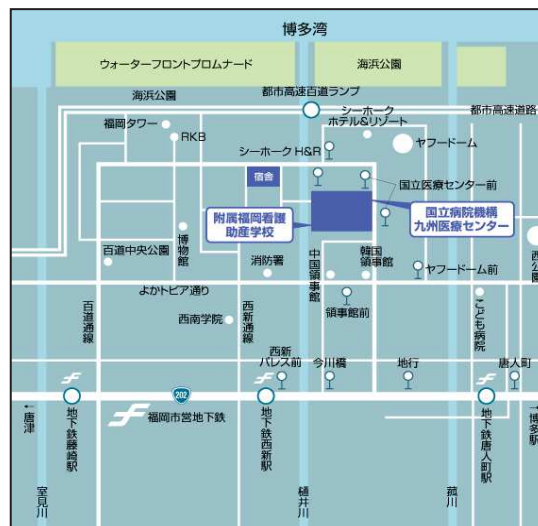 博多湾
ウォーターフロントプロムナード
海浜公園
海浜公園
都市高速百道ランプ
都市高速道路
シーホーク
ホテル&リゾート
福岡タワー
RKB
シーホーク H&R
ヤフードーム
宿舎
国立医療センター前
附属福岡看護
助産学校
国立病院機構
九州医療センター
博物館
百道中央公園
消防署
中国領事館
韓国
領事館
ヤフードーム前
西公園
よかトピア通り
領事館前
こども病院
百道通線
西南学院
西新通線
西新
パレス前
今川橋
地行
唐人町
202
←唐津
地下鉄藤崎駅
福岡市営地下鉄
地下鉄西新駅
地下鉄唐人町駅
博多駅→
室見川
樋井川
菰川